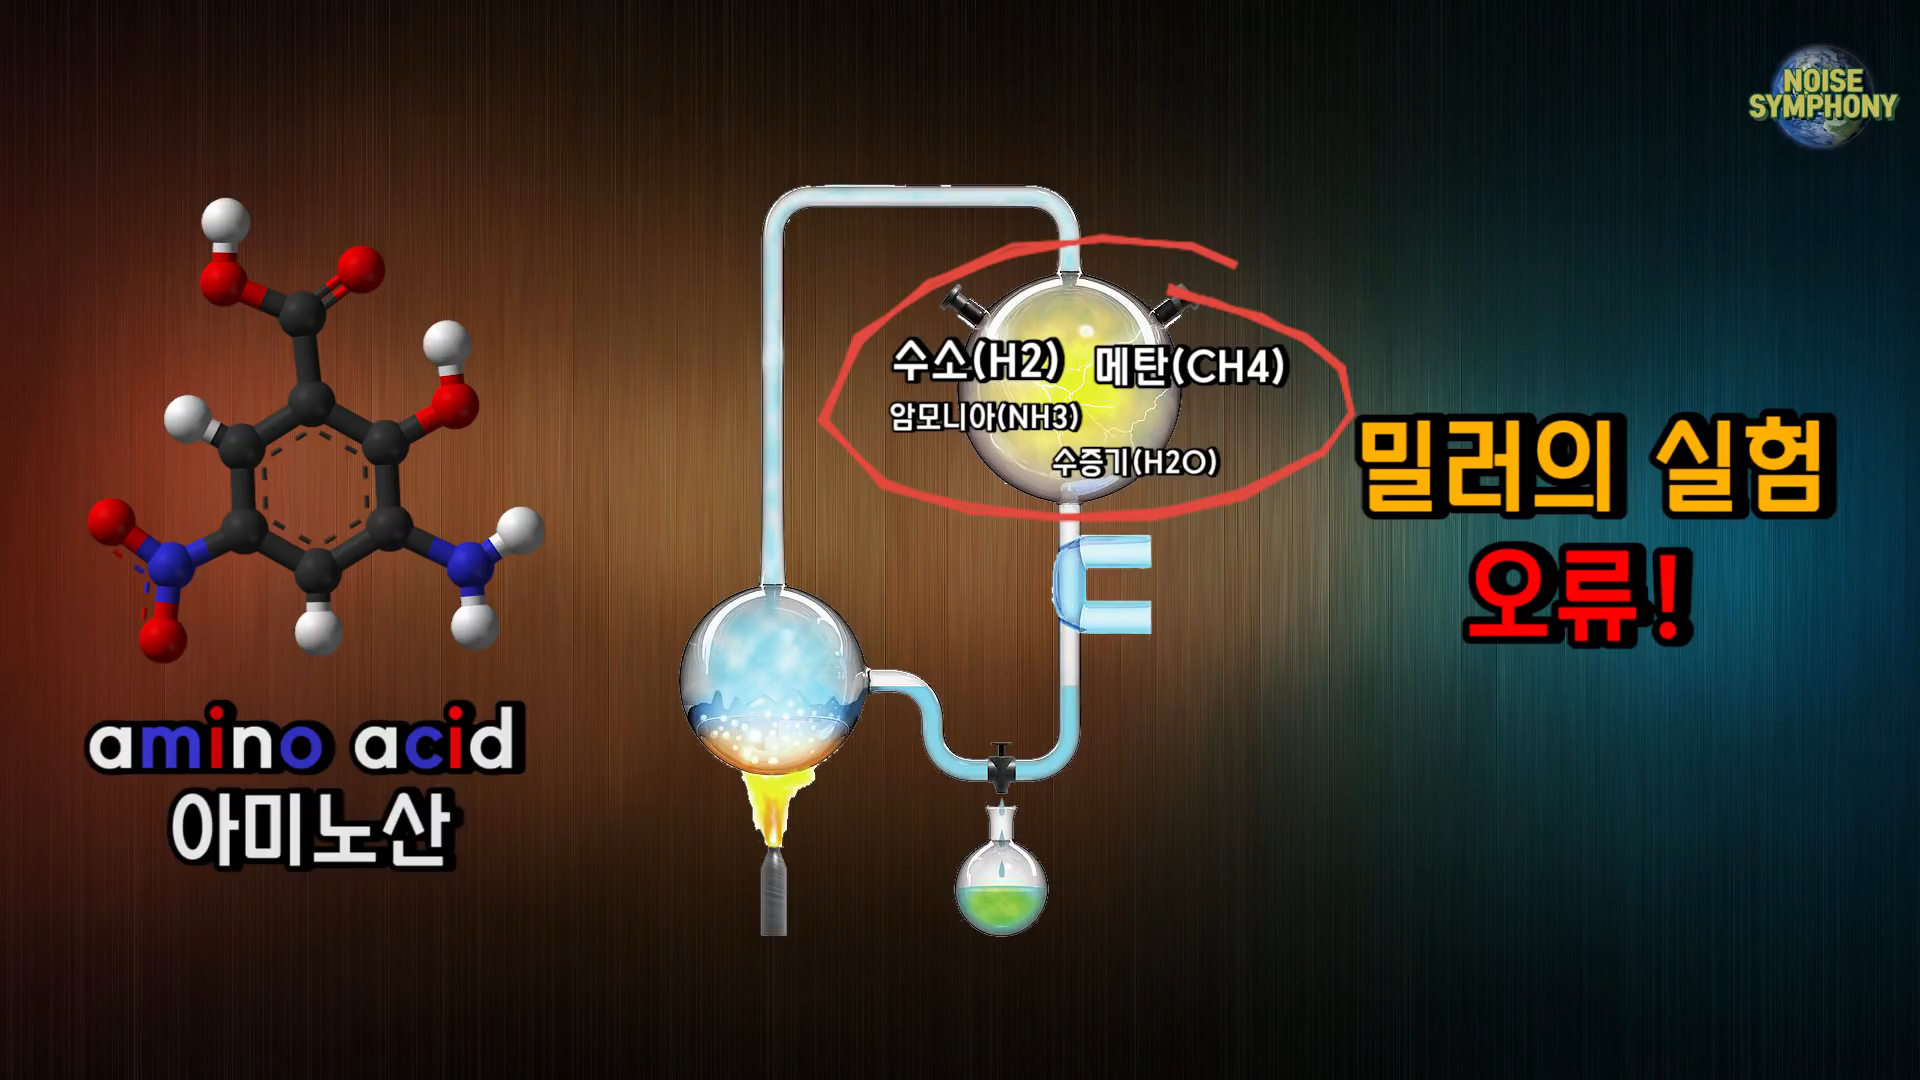 NOISE
SYMPHONY
수소(H2) 메탄(CH4)
암모니아(NH3)
수증기(H2O)
밀러의 실험
오류!
amino acid
아미노산